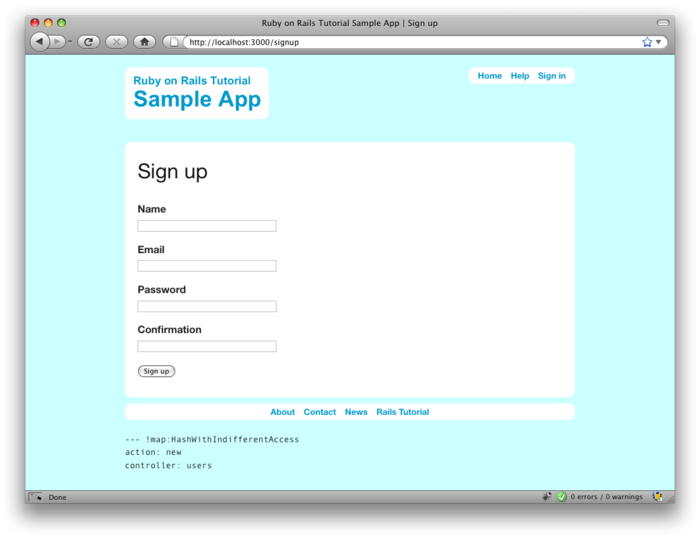 Ruby on Rails Tutorial Sample App | Sign up
http://localhost:3000/signup
Ruby on Rails Tutorial
Sample App
Home Help Sign in
Sign up
Name
Email
Password
Confirmation
Sign up
About Contact News Rails Tutorial
--- !map:HashWithIndifferentAccess
action: new
controller: users
Done
0 errors / 0 warnings